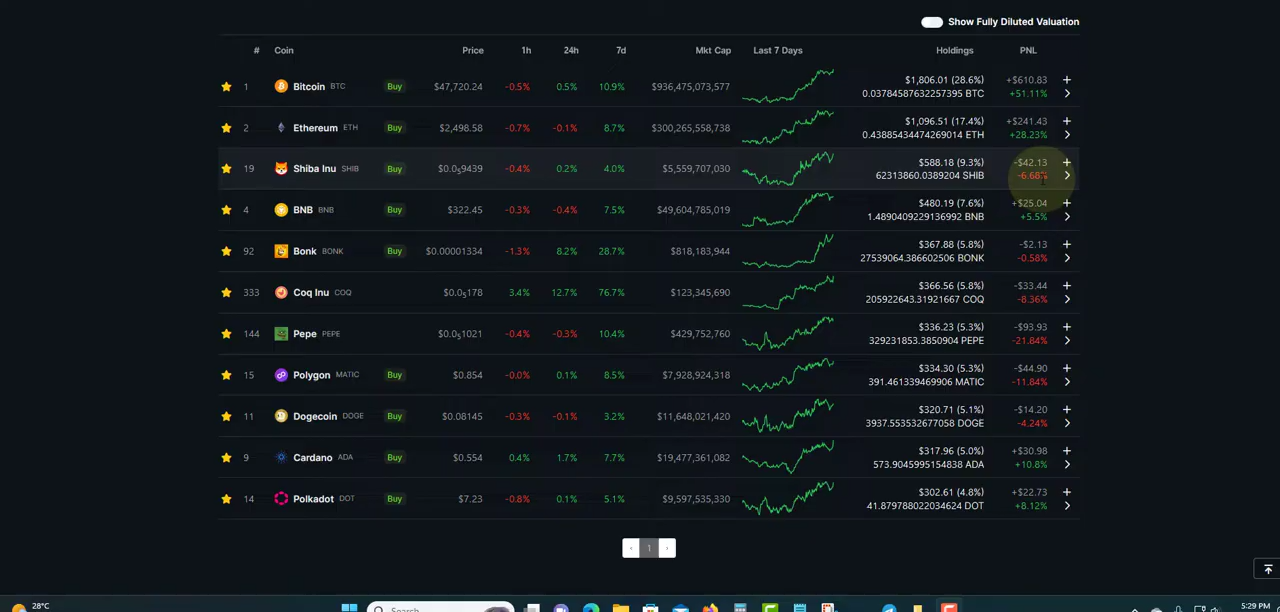 Show Fully Diluted Valuation
# Coin Price 1h 24h 7d Mkt Cap Last 7 Days Holdings PNL
1 Bitcoin BTC Buy $47,720.24 -0.5% 0.5% 10.9% $936,475,073,577 $1,806.01 (28.6%) +$610.83 +
0.03784587632257395 BTC +51.11%
2 Ethereum ETH Buy $2,498.58 -0.7% -0.1% 8.7% $300,265,558,738 $1,096.51 (17.4%) +$241.43 +
0.43885434474269014 ETH +28.23%
19 Shiba Inu SHIB Buy $0.0₅9439 -0.4% 0.2% 4.0% $5,559,707,030 $588.18 (9.3%) -$42.13 +
62313860.0389204 SHIB -6.68%
4 BNB BNB Buy $322.45 -0.3% -0.4% 7.5% $49,604,785,019 $480.19 (7.6%) +$25.04 +
1.4890409229136992 BNB +5.5%
92 Bonk BONK Buy $0.00001334 -1.3% 8.2% 28.7% $818,183,944 $367.88 (5.8%) -$2.13 +
27539064.386602506 BONK -0.58%
333 Coq Inu COQ $0.0₅178 3.4% 12.7% 76.7% $123,345,690 $366.56 (5.8%) -$33.44 +
205922643.31921667 COQ -8.36%
144 Pepe PEPE $0.0₅1021 -0.4% -0.3% 10.4% $429,752,760 $336.23 (5.3%) -$93.93 +
329231853.3850904 PEPE -21.84%
15 Polygon MATIC Buy $0.854 -0.0% 0.1% 8.5% $7,928,924,318 $334.30 (5.3%) -$44.90 +
391.461339469906 MATIC -11.84%
11 Dogecoin DOGE Buy $0.08145 -0.3% -0.1% 3.2% $11,648,021,420 $320.71 (5.1%) -$14.20 +
3937.553532677058 DOGE -4.24%
9 Cardano ADA Buy $0.554 0.4% 1.7% 7.7% $19,477,361,082 $317.96 (5.0%) +$30.98 +
573.9045995154838 ADA +10.8%
14 Polkadot DOT Buy $7.23 -0.8% 0.1% 5.1% $9,597,535,330 $302.61 (4.8%) +$22.73 +
41.879788022034624 DOT +8.12%
‹ 1 ›
28°C Search 5:29 PM